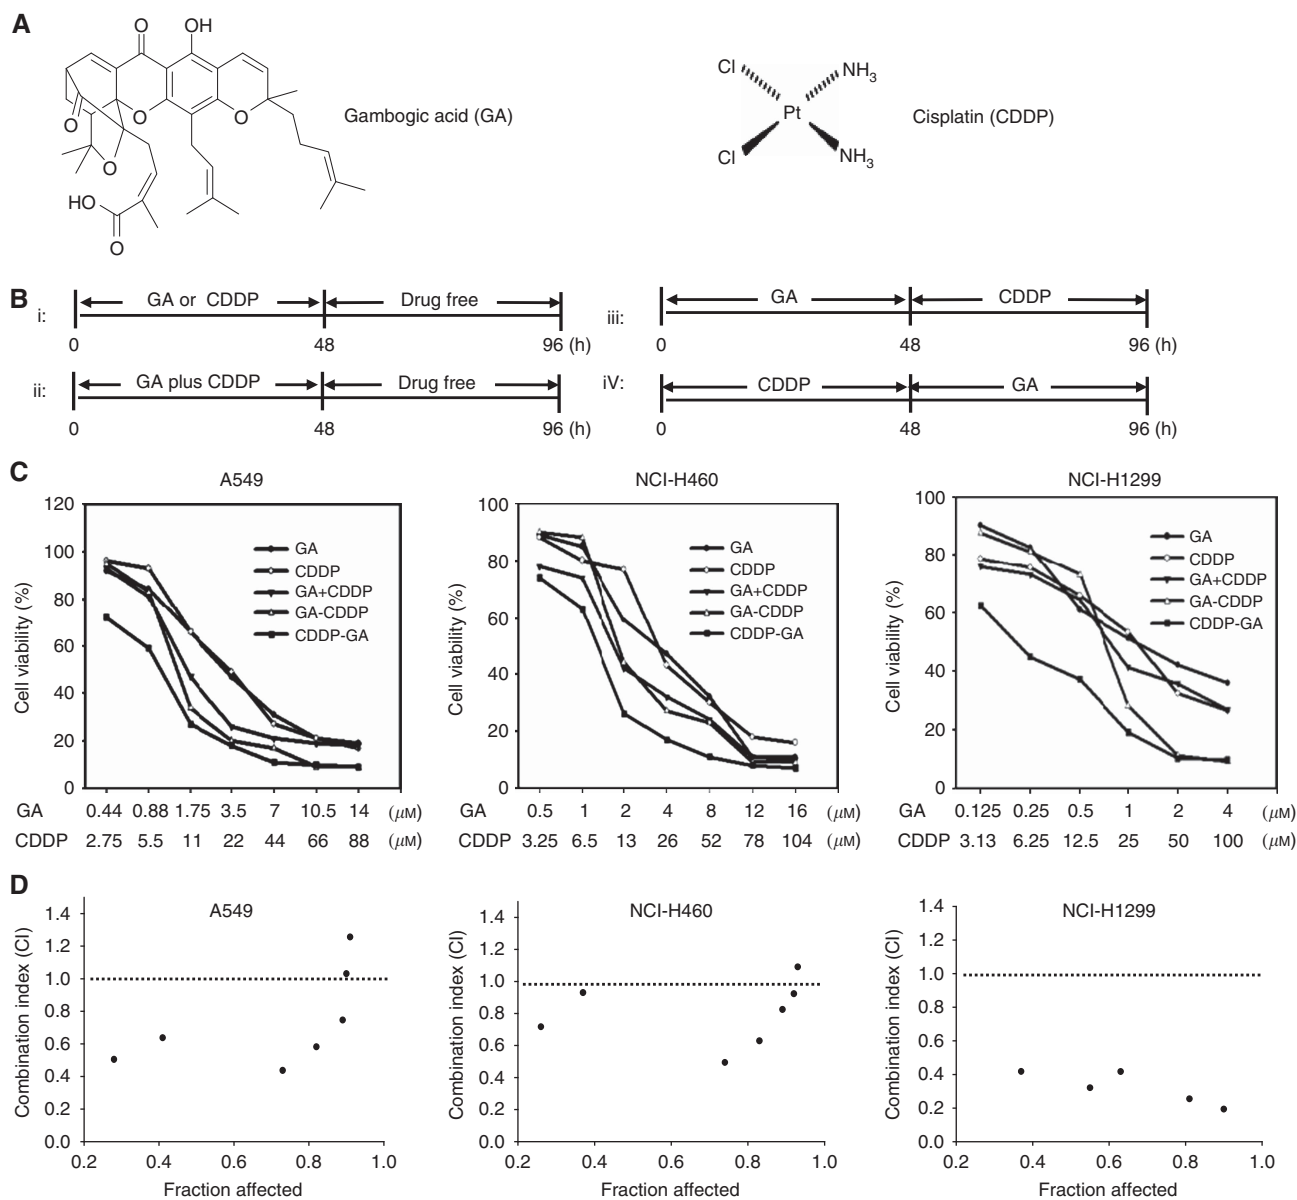 A
O OH
O O O O
HO O
Gambogic acid (GA)
Cl NH3
Pt
Cl NH3
Cisplatin (CDDP)
B
i: GA or CDDP Drug free
0 48 96 (h)
ii: GA plus CDDP Drug free
0 48 96 (h)
iii: GA CDDP
0 48 96 (h)
iV: CDDP GA
0 48 96 (h)
C
A549
Cell viability (%)
120
100
80
60
40
20
0
GA
CDDP
GA+CDDP
GA-CDDP
CDDP-GA
GA 0.44 0.88 1.75 3.5 7 10.5 14 (μM)
CDDP 2.75 5.5 11 22 44 66 88 (μM)
NCI-H460
Cell viability (%)
100
80
60
40
20
0
GA
CDDP
GA+CDDP
GA-CDDP
CDDP-GA
GA 0.5 1 2 4 8 12 16 (μM)
CDDP 3.25 6.5 13 26 52 78 104 (μM)
NCI-H1299
Cell viability (%)
100
80
60
40
20
0
GA
CDDP
GA+CDDP
GA-CDDP
CDDP-GA
GA 0.125 0.25 0.5 1 2 4 (μM)
CDDP 3.13 6.25 12.5 25 50 100 (μM)
D
A549
Combination index (CI)
1.4
1.2
1.0
0.8
0.6
0.4
0.2
0.0
0.2 0.4 0.6 0.8 1.0
Fraction affected
NCI-H460
Combination index (CI)
1.4
1.2
1.0
0.8
0.6
0.4
0.2
0.0
0.2 0.4 0.6 0.8 1.0
Fraction affected
NCI-H1299
Combination index (CI)
1.4
1.2
1.0
0.8
0.6
0.4
0.2
0.0
0.2 0.4 0.6 0.8 1.0
Fraction affected